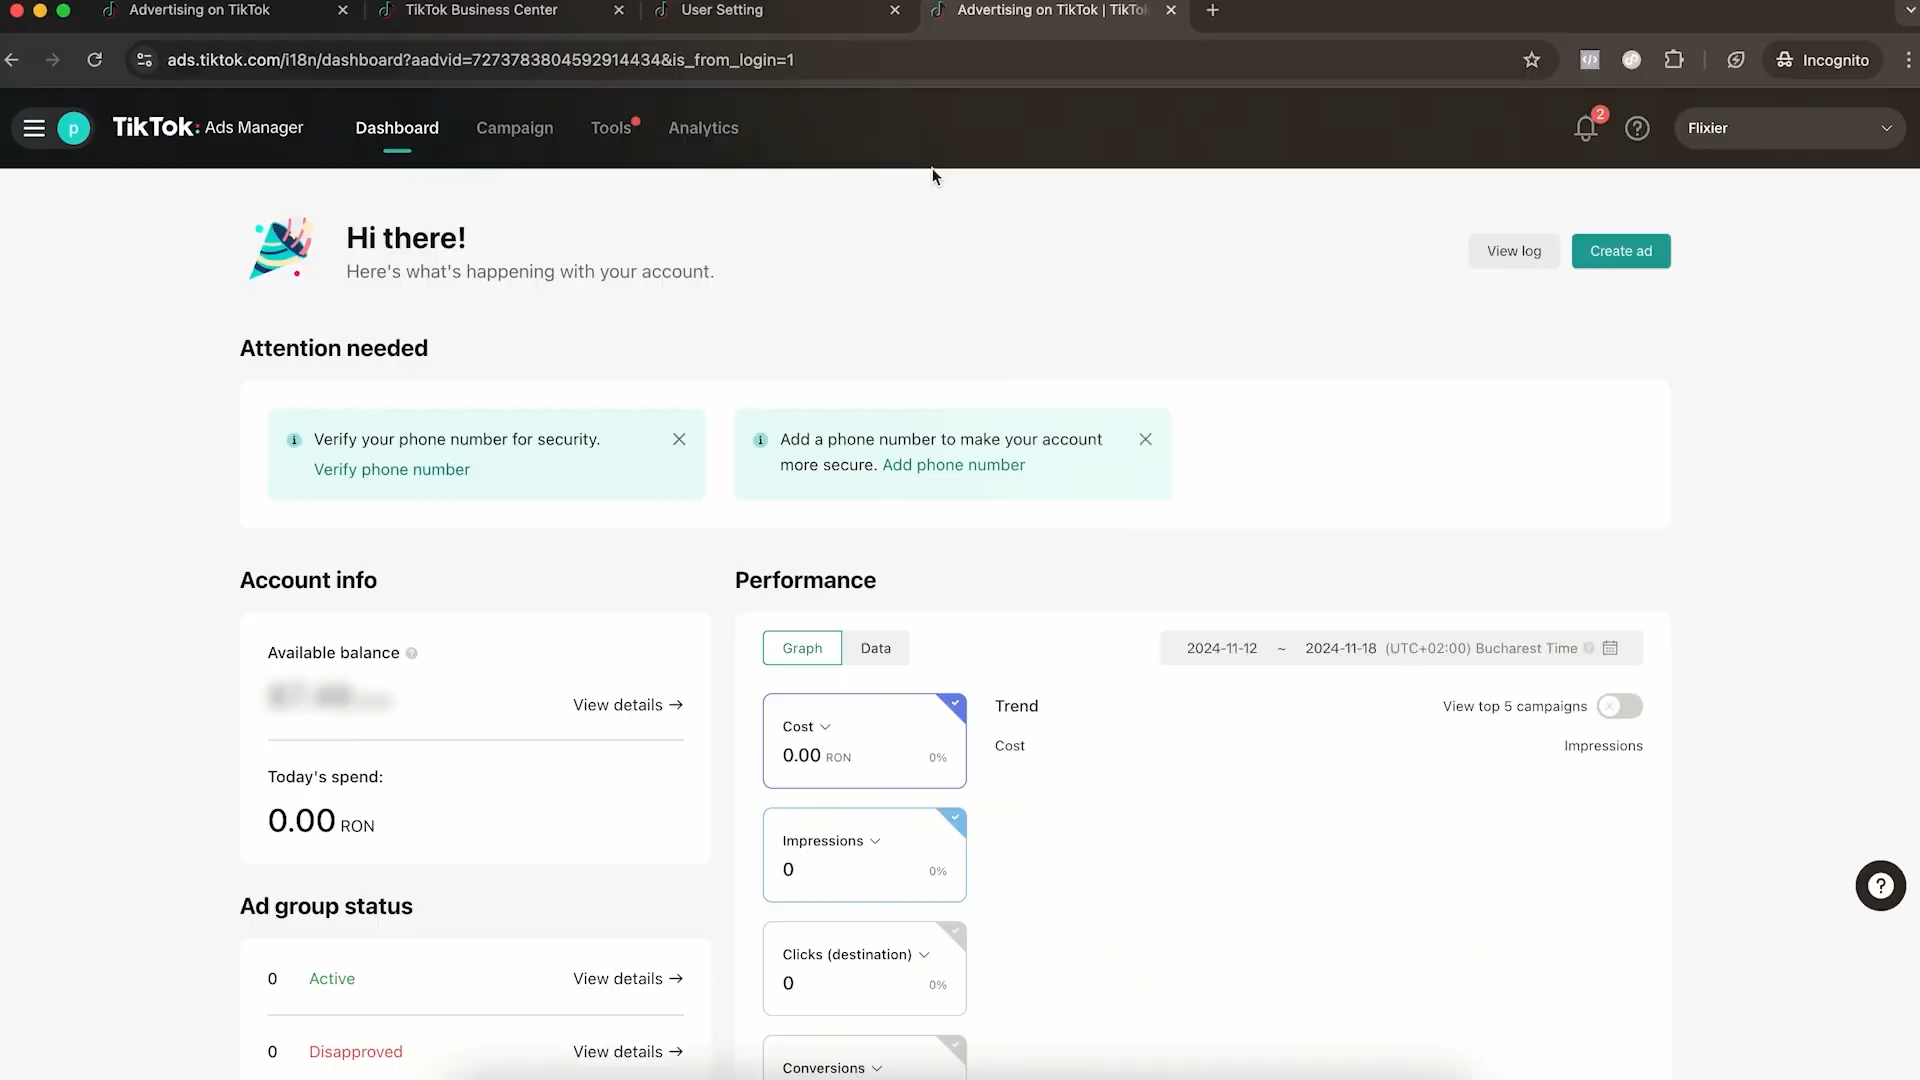 Advertising on TikTok
TikTok Business Center
User Setting
Advertising on TikTok | TikTo
ads.tiktok.com/i18n/dashboard?aadvid=7273783804592914434&is_from_login=1
Incognito
p
TikTok: Ads Manager
Dashboard
Campaign
Tools
Analytics
2
Flixier
Hi there!
Here's what's happening with your account.
View log
Create ad
Attention needed
Verify your phone number for security.
Verify phone number
Add a phone number to make your account
more secure. Add phone number
Account info
Performance
Available balance
View details →
Today's spend:
0.00 RON
Graph
Data
2024-11-12 ~ 2024-11-18 (UTC+02:00) Bucharest Time
Cost
0.00 RON
0%
Trend
View top 5 campaigns
Cost
Impressions
Impressions
0
0%
Clicks (destination)
0
0%
Conversions
Ad group status
0 Active
View details →
0 Disapproved
View details →